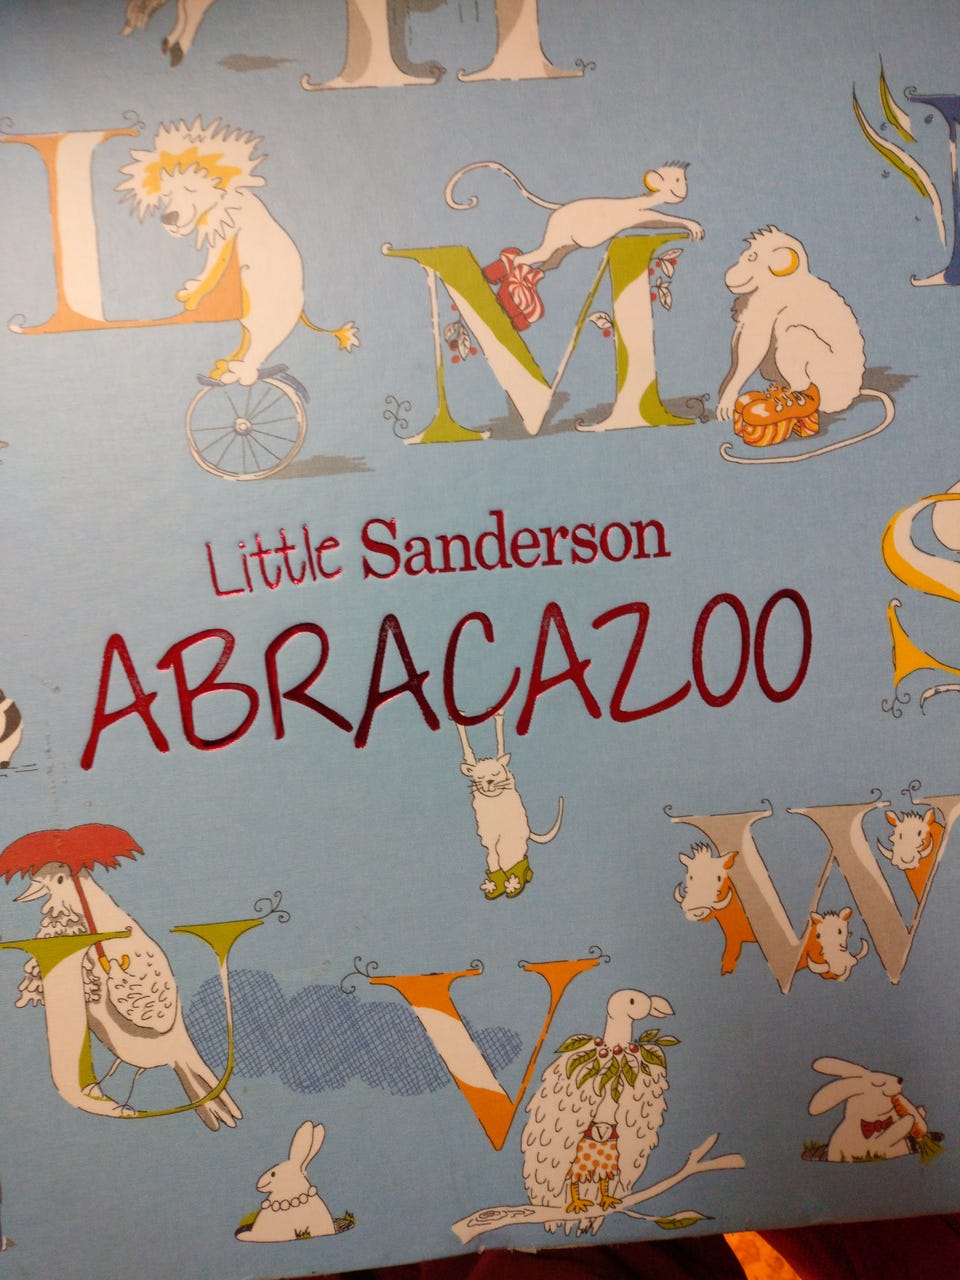 H
L M
Little Sanderson
ABRACAZOO
S
U V W
V